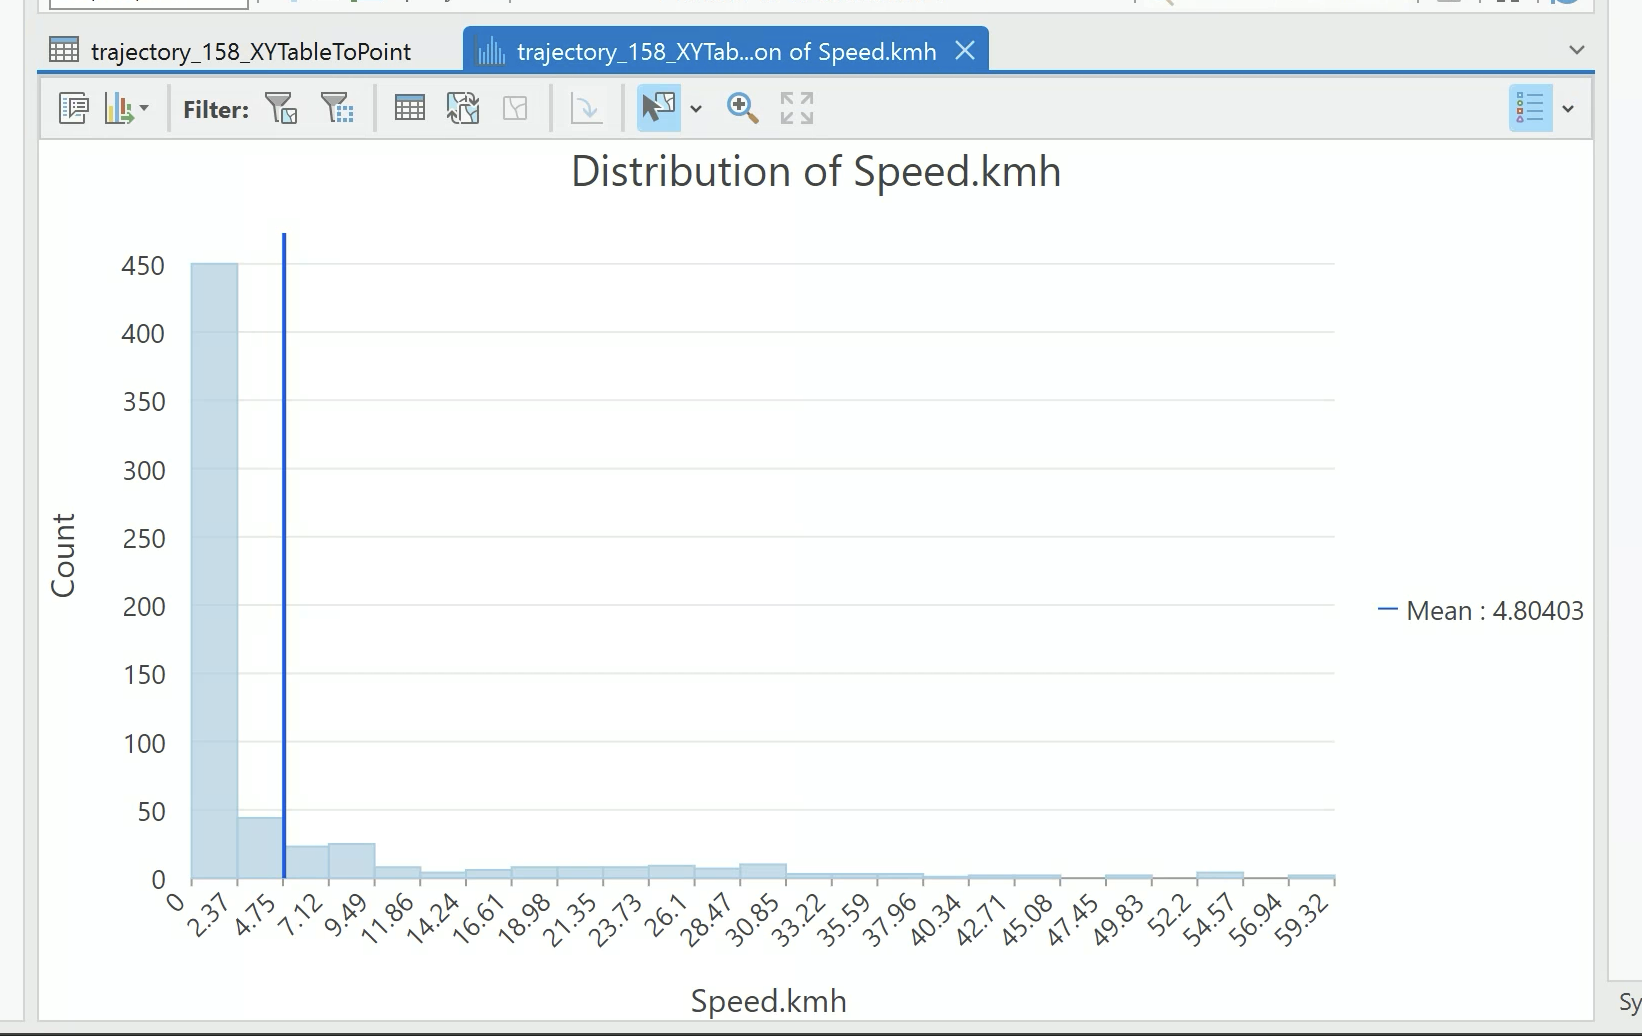 trajectory_158_XYTableToPoint
trajectory_158_XYTab...on of Speed.kmh
Filter:
Distribution of Speed.kmh
450
400
350
300
250
200
150
100
50
0
Count
Mean : 4.80403
0 2.37 4.75 7.12 9.49 11.86 14.24 16.61 18.98 21.35 23.73 26.1 28.47 30.85 33.22 35.59 37.96 40.34 42.71 45.08 47.45 49.83 52.2 54.57 56.94 59.32
Speed.kmh
Sy